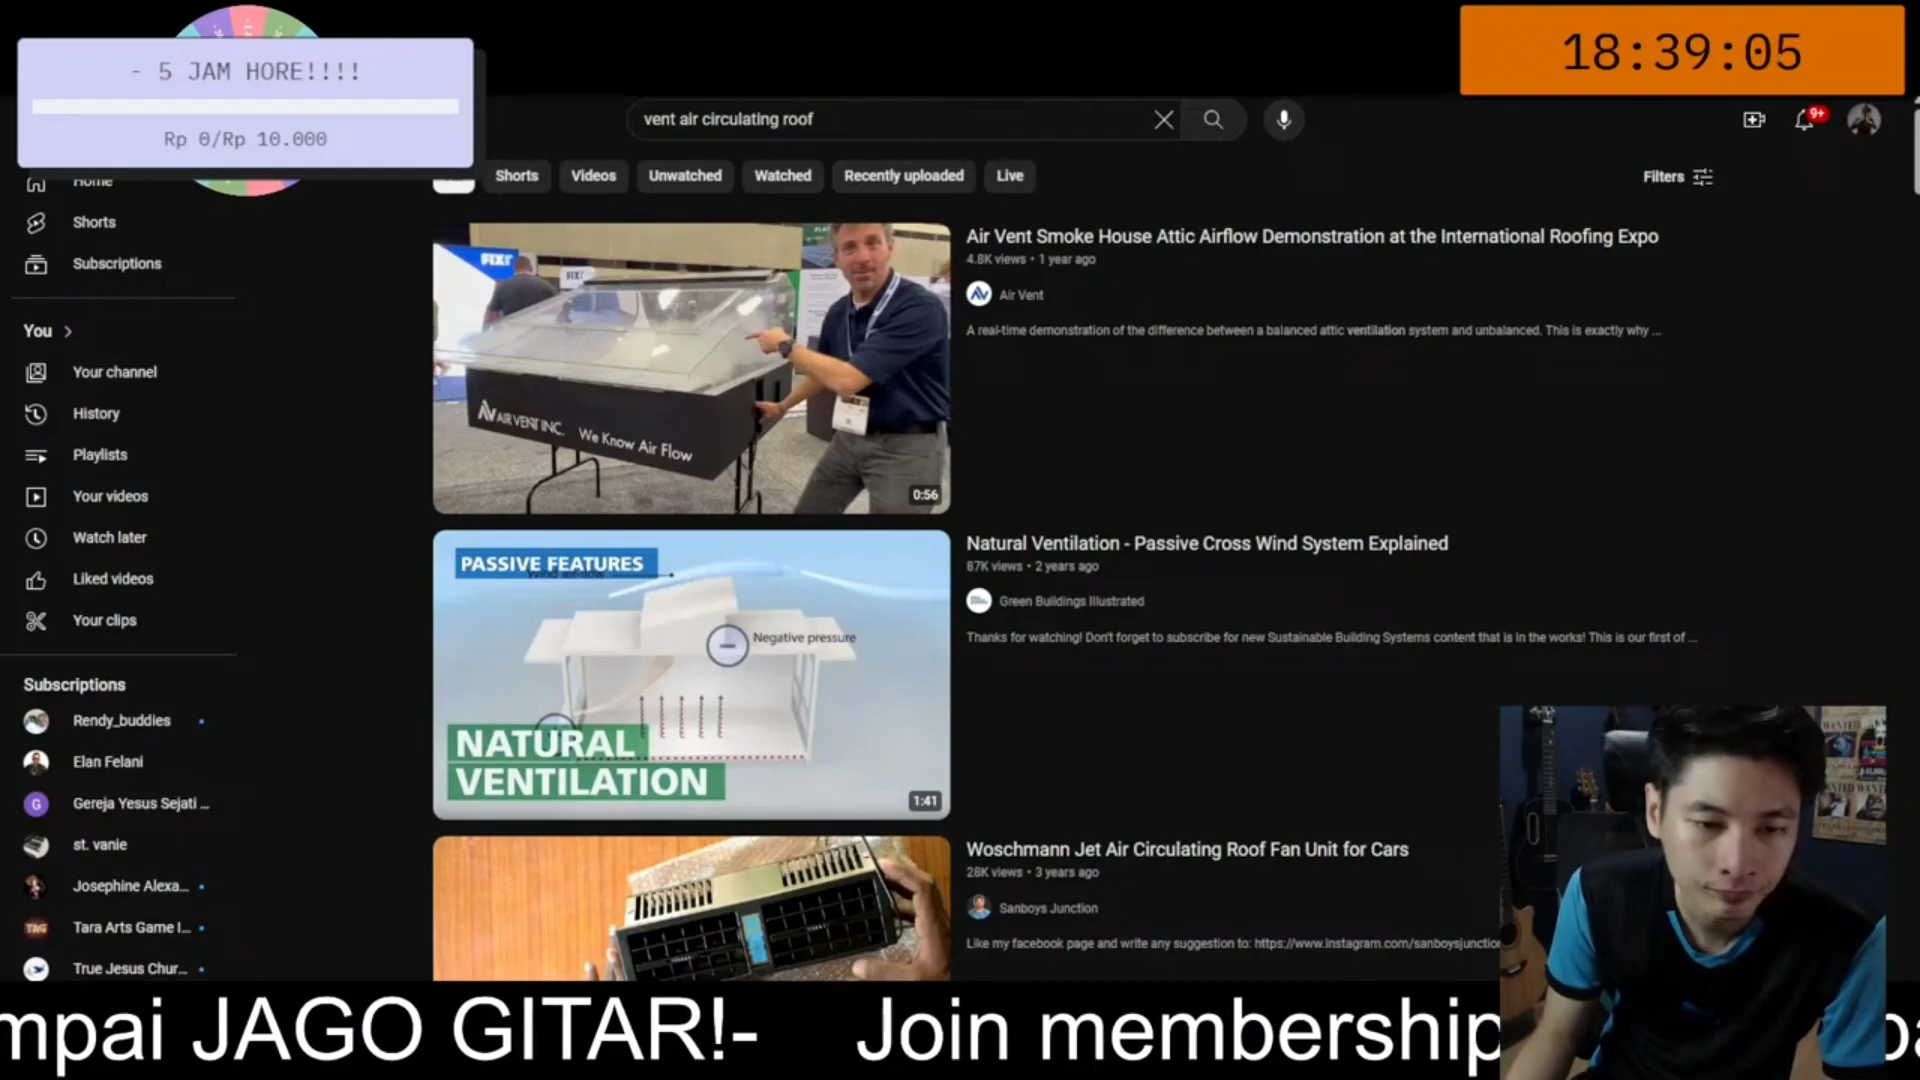 - 5 JAM HORE!!!!
Rp 0/Rp 10.000
18:39:05
vent air circulating roof
9+
Shorts
Videos
Unwatched
Watched
Recently uploaded
Live
Filters
Home
Shorts
Subscriptions
You
Your channel
History
Playlists
Your videos
Watch later
Liked videos
Your clips
Subscriptions
Rendy_buddies
Elan Felani
G
Gereja Yesus Sejati ...
st. vanie
Josephine Alexa...
TAG
Tara Arts Game I...
True Jesus Chur...
FIXT
FIXT
AIR VENT INC. We Know Air Flow
0:56
Air Vent Smoke House Attic Airflow Demonstration at the International Roofing Expo
4.8K views • 1 year ago
Air Vent
A real-time demonstration of the difference between a balanced attic ventilation system and unbalanced. This is exactly why ...
PASSIVE FEATURES
Negative pressure
NATURAL
VENTILATION
1:41
Natural Ventilation - Passive Cross Wind System Explained
87K views • 2 years ago
Green Buildings Illustrated
Thanks for watching! Don't forget to subscribe for new Sustainable Building Systems content that is in the works! This is our first of ...
Woschmann Jet Air Circulating Roof Fan Unit for Cars
28K views • 3 years ago
Sanboys Junction
Like my facebook page and write any suggestion to: https://www.instagram.com/sanboysjunctio
WANTED
WANTED
mpai JAGO GITAR!- Join membership